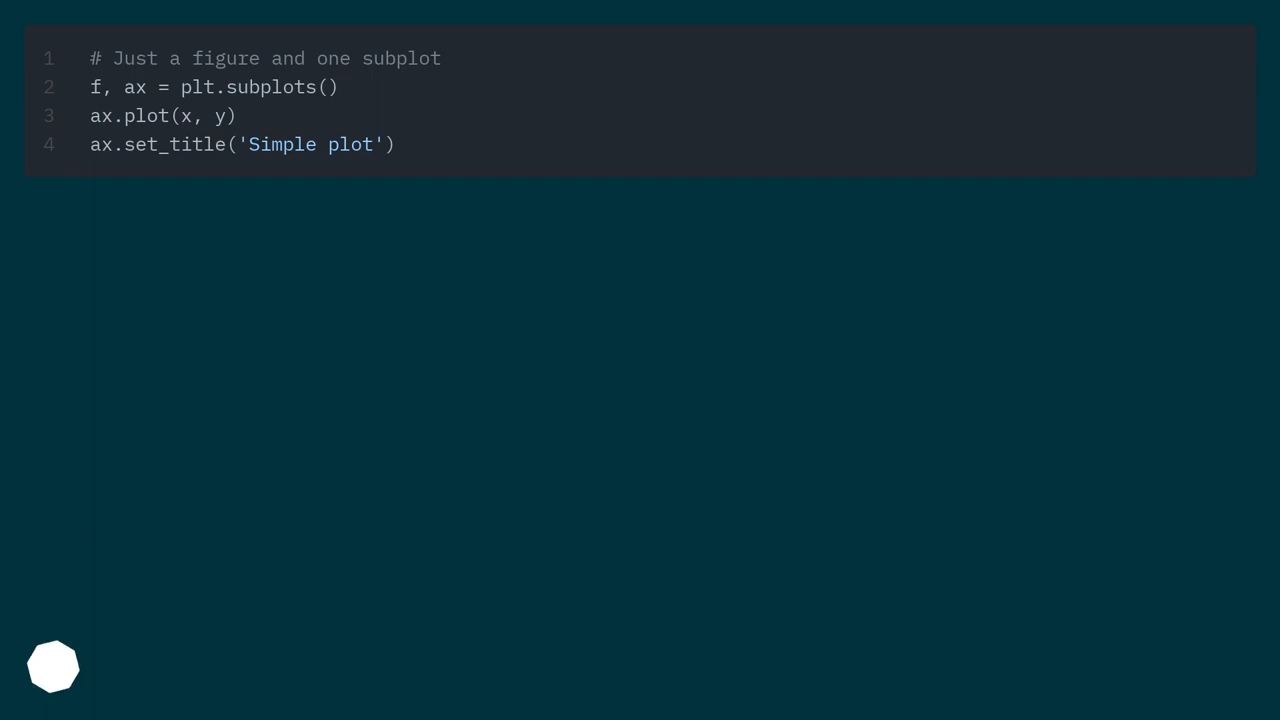 1 # Just a figure and one subplot
2 f, ax = plt.subplots()
3 ax.plot(x, y)
4 ax.set_title('Simple plot')